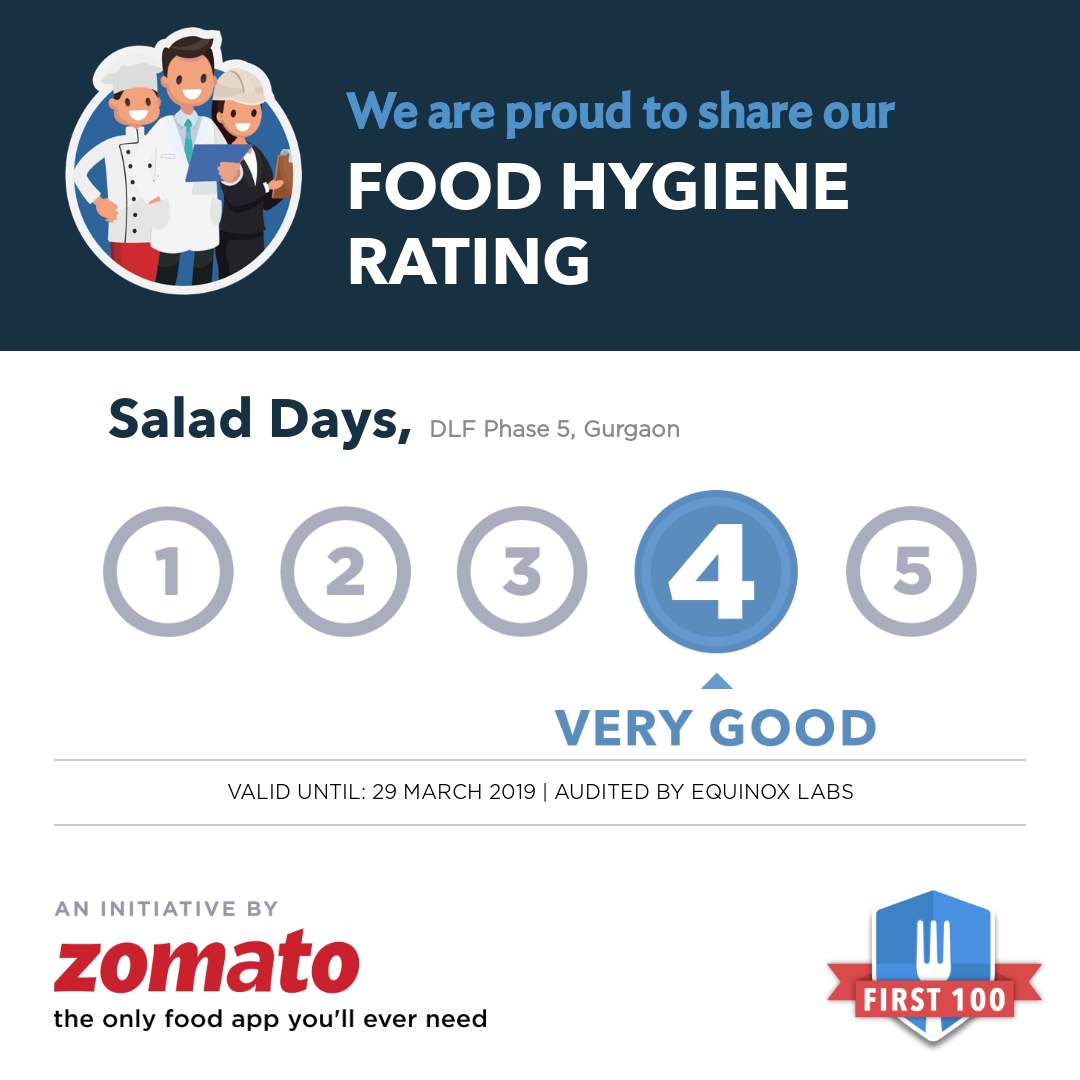 We are proud to share our
FOOD HYGIENE
RATING
Salad Days, DLF Phase 5, Gurgaon
1 2 3 4 5
VERY GOOD
VALID UNTIL: 29 MARCH 2019 | AUDITED BY EQUINOX LABS
AN INITIATIVE BY
zomato
the only food app you'll ever need
FIRST 100